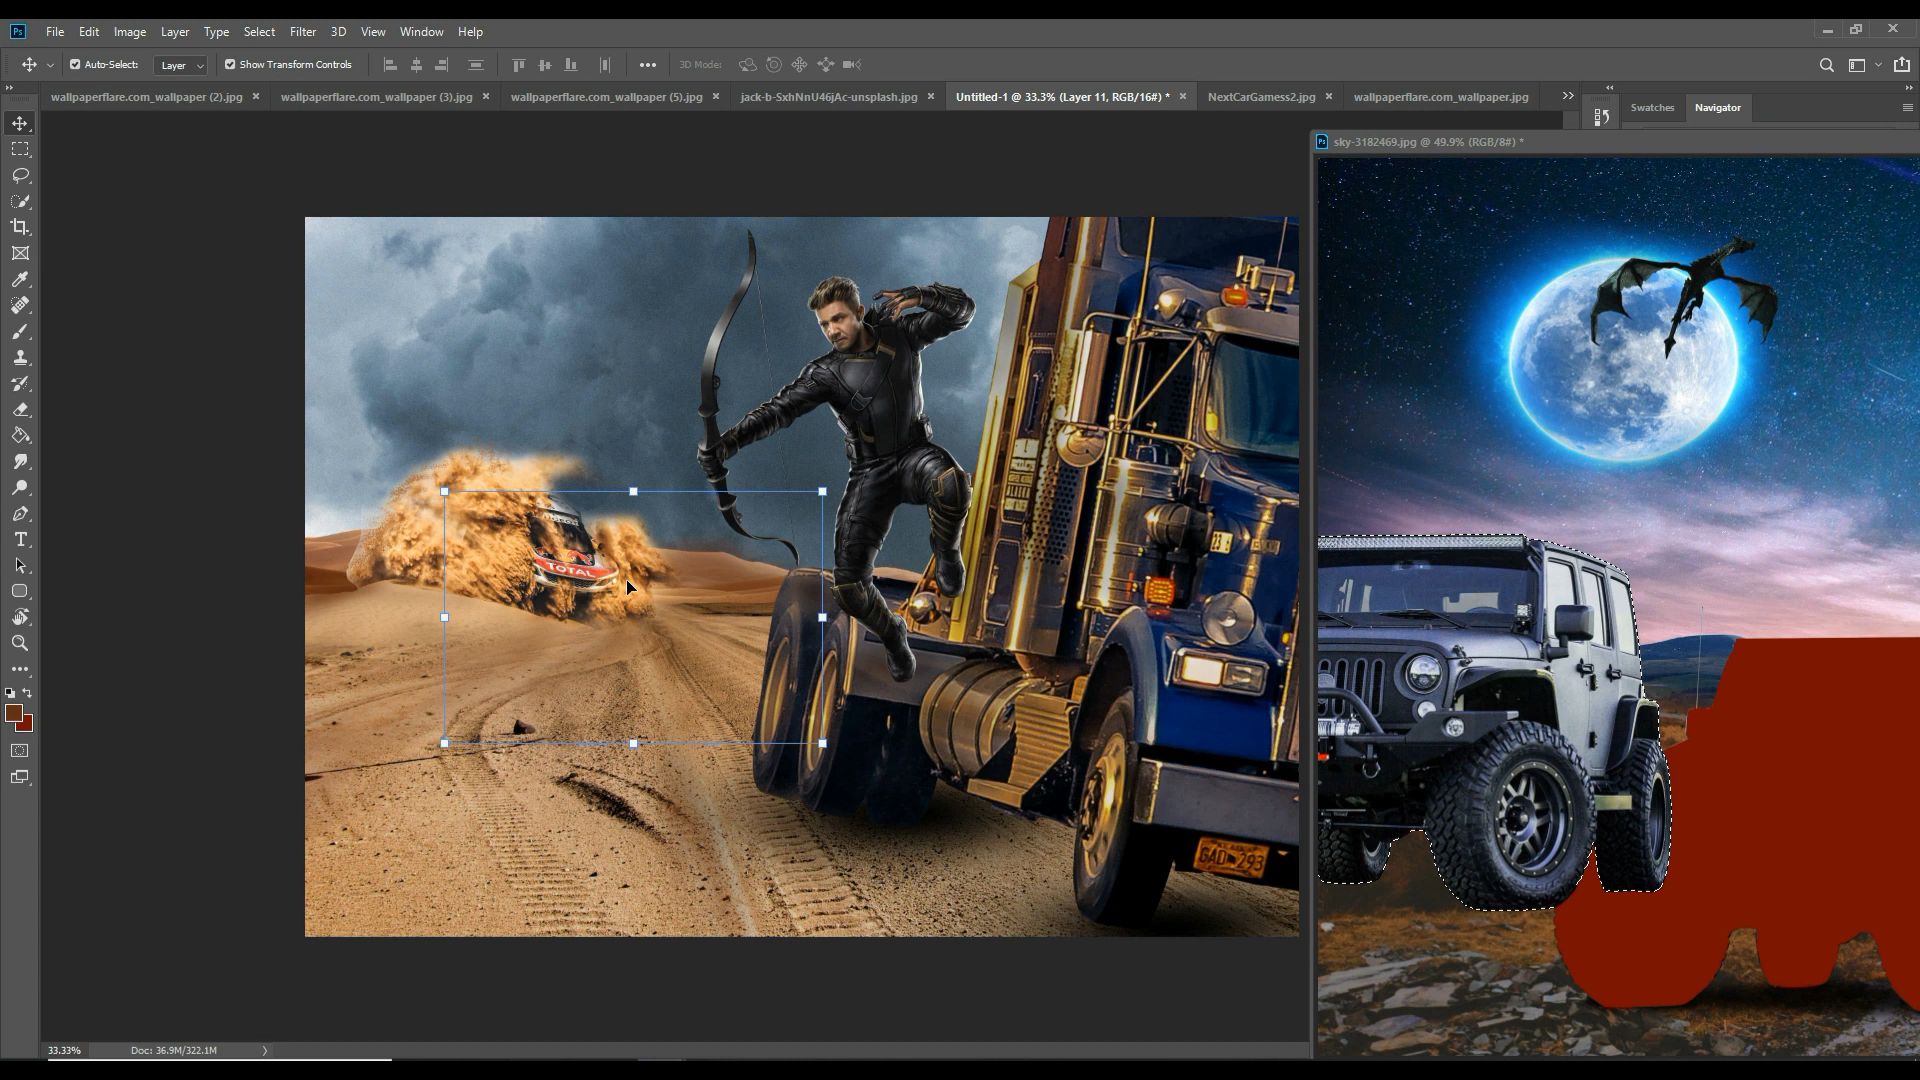 Ps File Edit Image Layer Type Select Filter 3D View Window Help
Auto-Select: Layer Show Transform Controls 3D Mode:
wallpaperflare.com_wallpaper (2).jpg wallpaperflare.com_wallpaper (3).jpg wallpaperflare.com_wallpaper (5).jpg jack-b-SxhNnU46jAc-unsplash.jpg Untitled-1 @ 33.3% (Layer 11, RGB/16#) * NextCarGamess2.jpg wallpaperflare.com_wallpaper.jpg
Swatches Navigator
Ps sky-3182469.jpg @ 49.9% (RGB/8#) *
TOTAL
23
GAD 293
33.33% Doc: 36.9M/322.1M